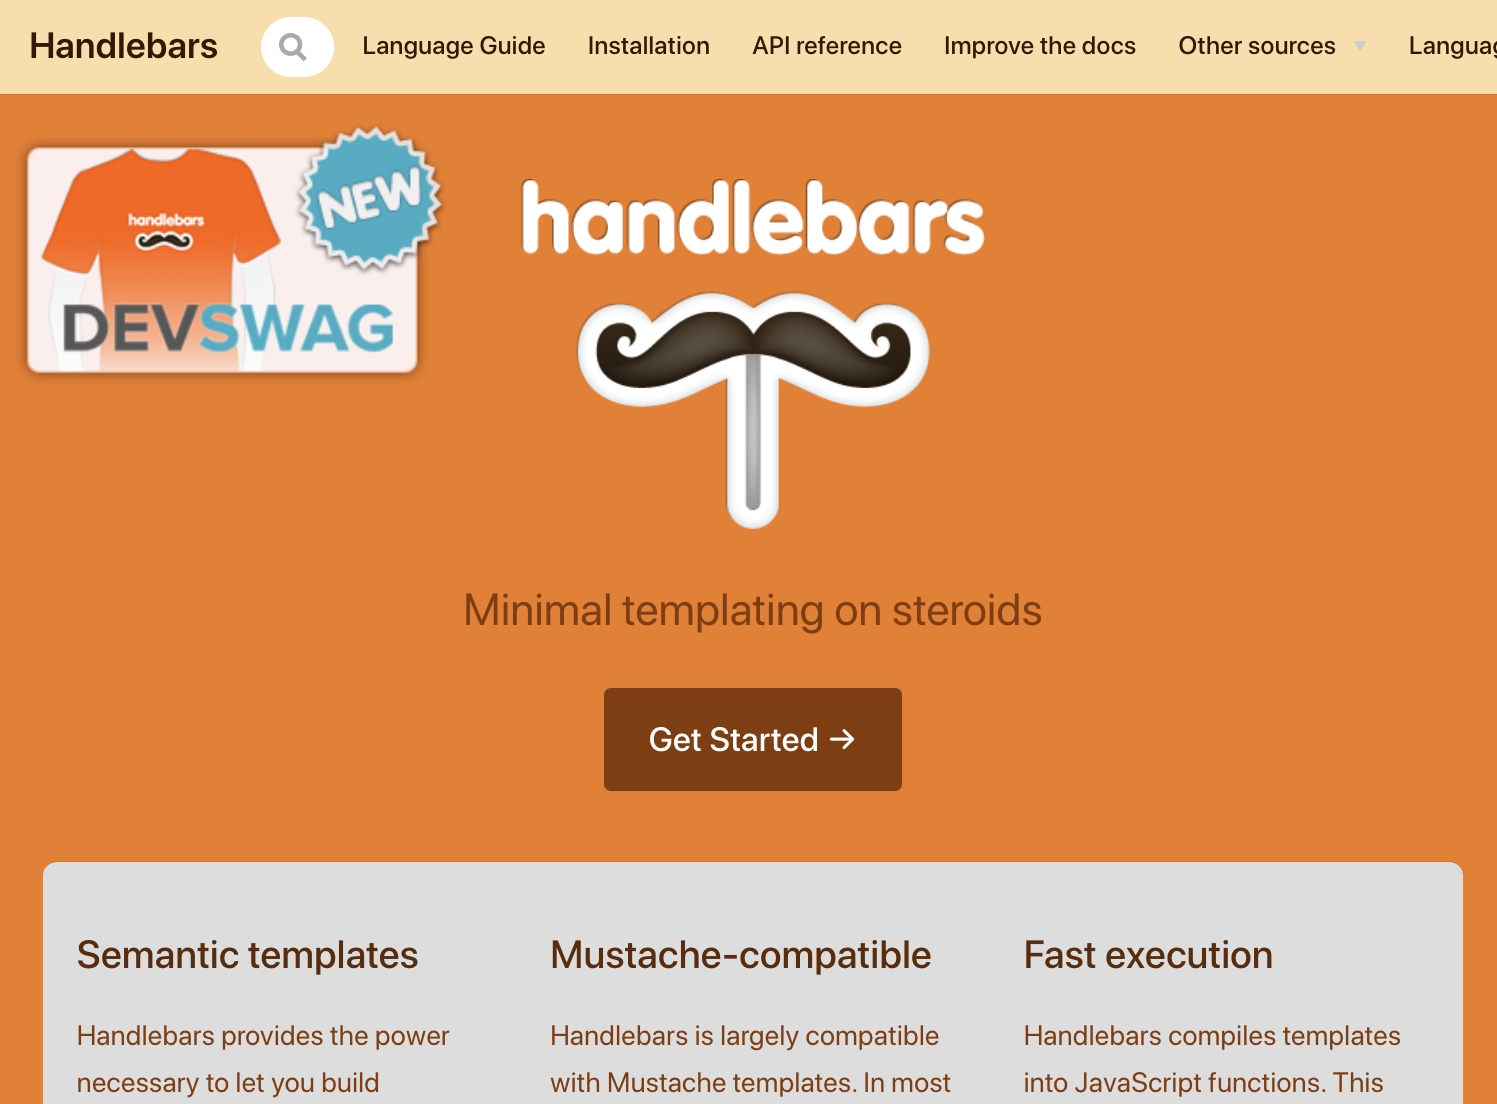 Handlebars
Language Guide
Installation
API reference
Improve the docs
Other sources
Languag
handlebars
NEW
DEVSWAG
handlebars
Minimal templating on steroids
Get Started →
Semantic templates
Handlebars provides the power
necessary to let you build
Mustache-compatible
Handlebars is largely compatible
with Mustache templates. In most
Fast execution
Handlebars compiles templates
into JavaScript functions. This